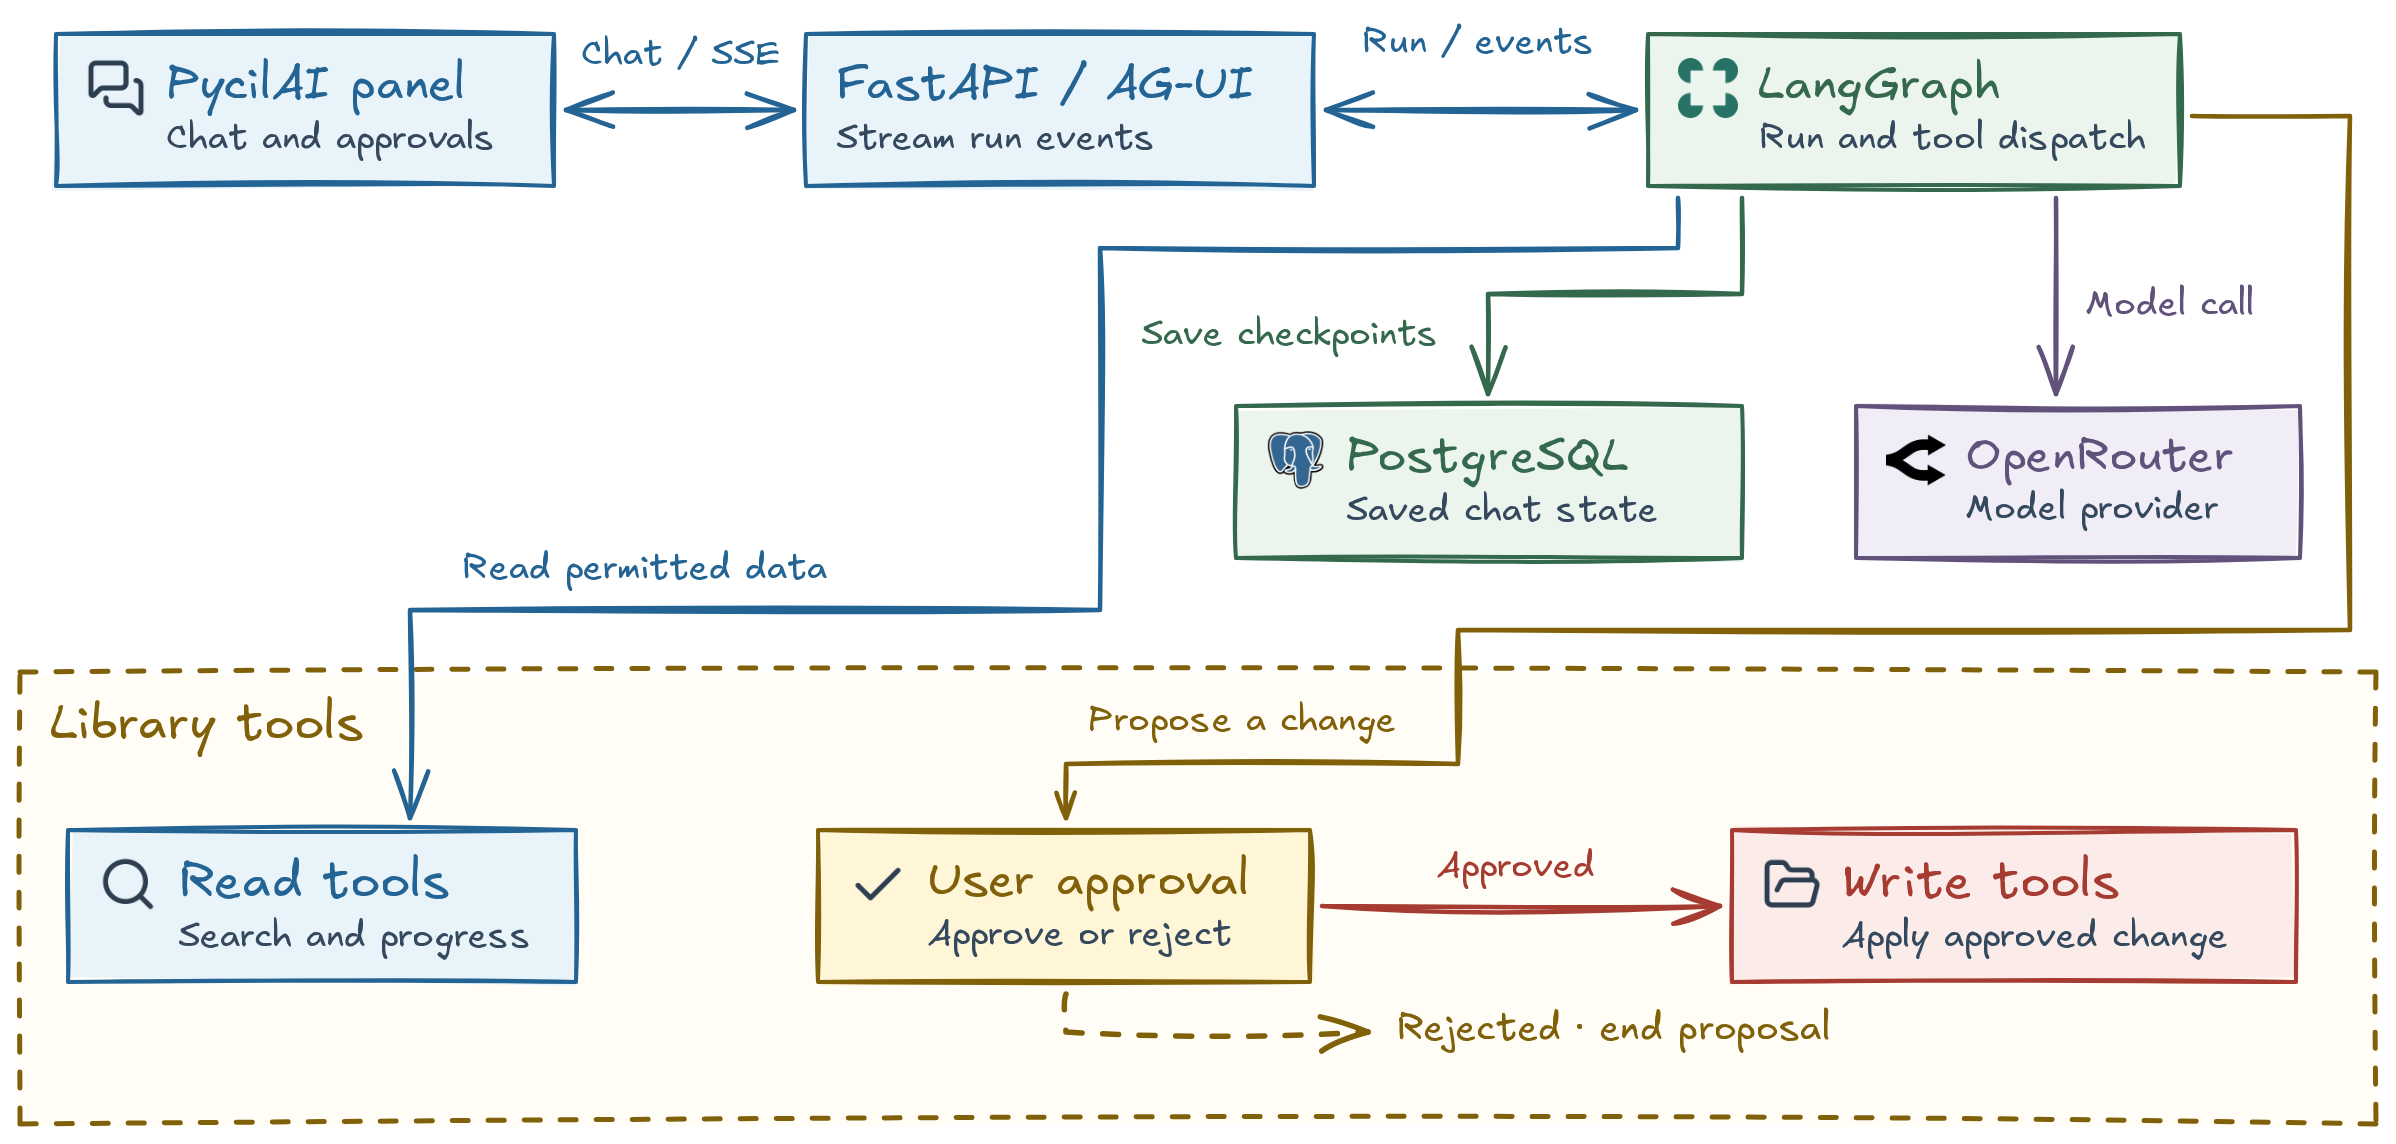 PycilAI panel
Chat and approvals
Chat / SSE
FastAPI / AG-UI
Stream run events
Run / events
LangGraph
Run and tool dispatch
Save checkpoints
Model call
PostgreSQL
Saved chat state
OpenRouter
Model provider
Read permitted data
Library tools
Propose a change
Read tools
Search and progress
User approval
Approve or reject
Approved
Write tools
Apply approved change
Rejected · end proposal